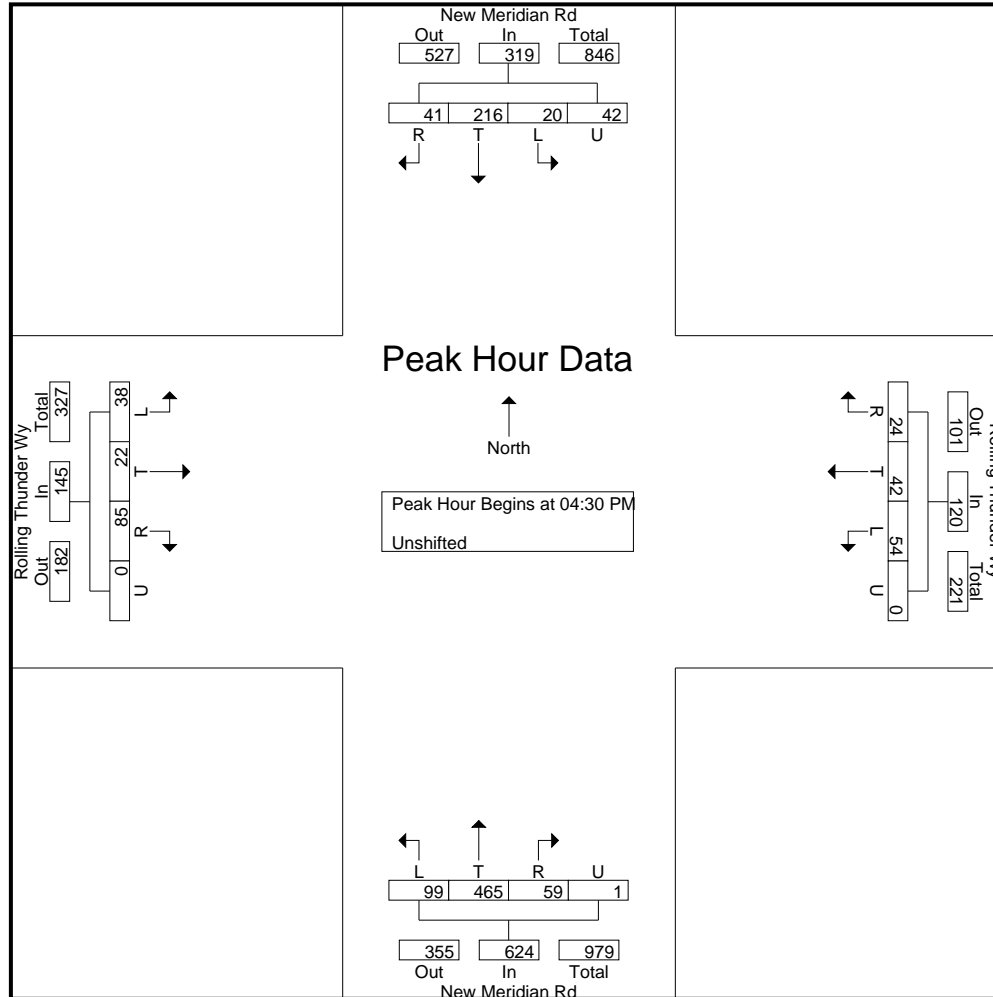 New Meridian Rd
Out In Total
527 319 846
41 216 20 42
R T L U
Peak Hour Data
North
Peak Hour Begins at 04:30 PM
Unshifted
Rolling Thunder Wy
Total In Out
327 145 182
38 22 85 0
L T R U
R T L U
24 42 54 0
Out In Total
101 120 221
Rolling Thunder Wy
L T R U
99 465 59 1
355 624 979
Out In Total
New Meridian Rd